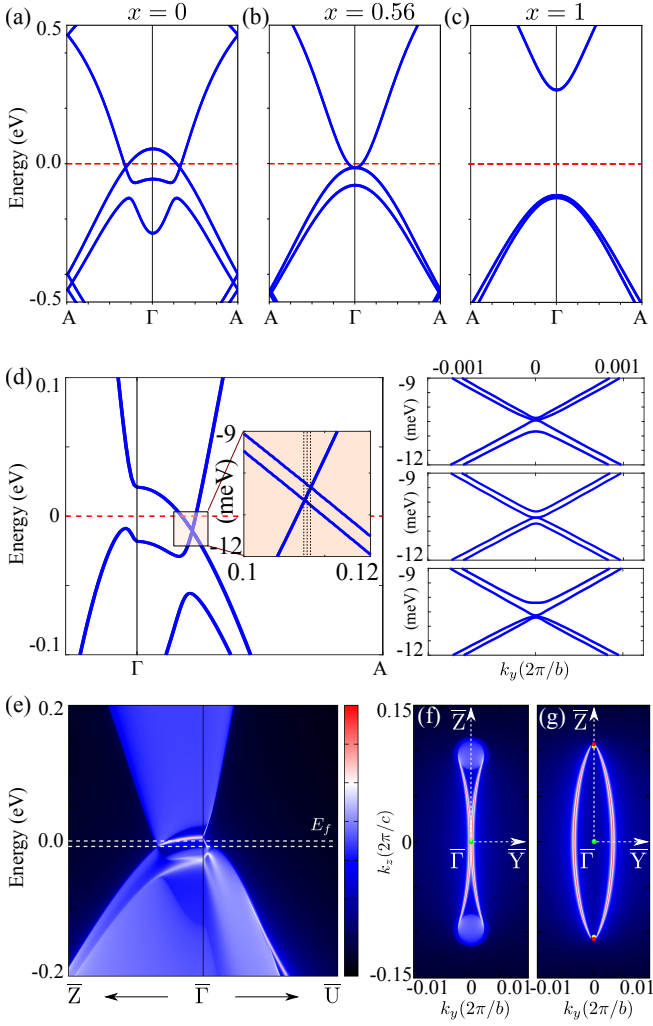 (a) x = 0 (b) x = 0.56 (c) x = 1
0.5
0.0
-0.5
Energy (eV)
A Γ A A Γ A A Γ A
(d)
0.1
0
-0.1
Energy (eV)
Γ A
-9
(meV)
-12
0.1 0.12
-0.001 0 0.001
-9
(meV)
-12
-9
(meV)
-12
-9
(meV)
-12
k_y(2π/b)
(e)
0.2
0.0
-0.2
Energy (eV)
E_f
Z̅ Γ̅ U̅
(f) Z̅ (g) Z̅
0.15
0
-0.15
k_z(2π/c)
Γ̅ Y̅ Γ̅ Y̅
-0.01 0 0.01 -0.01 0 0.01
k_y(2π/b) k_y(2π/b)